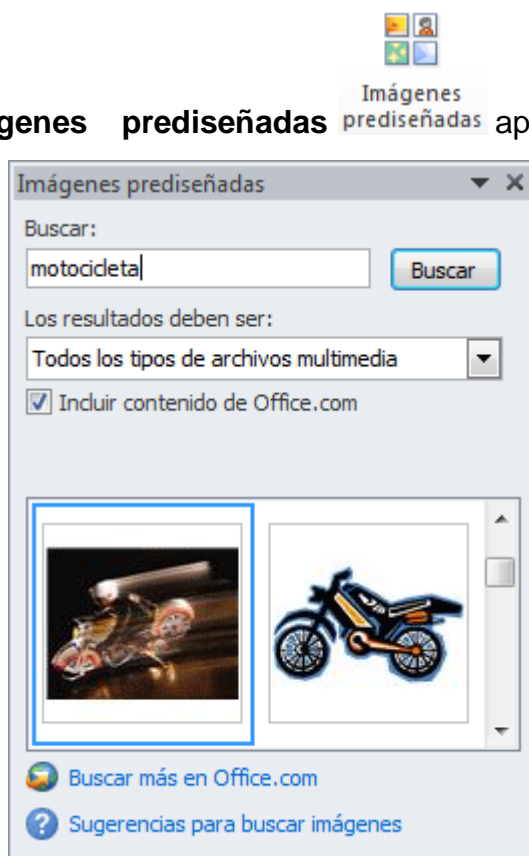 Imágenes
genes prediseñadas prediseñadas ap
Imágenes prediseñadas
Buscar:
motocicleta Buscar
Los resultados deben ser:
Todos los tipos de archivos multimedia
Incluir contenido de Office.com
Buscar más en Office.com
Sugerencias para buscar imágenes